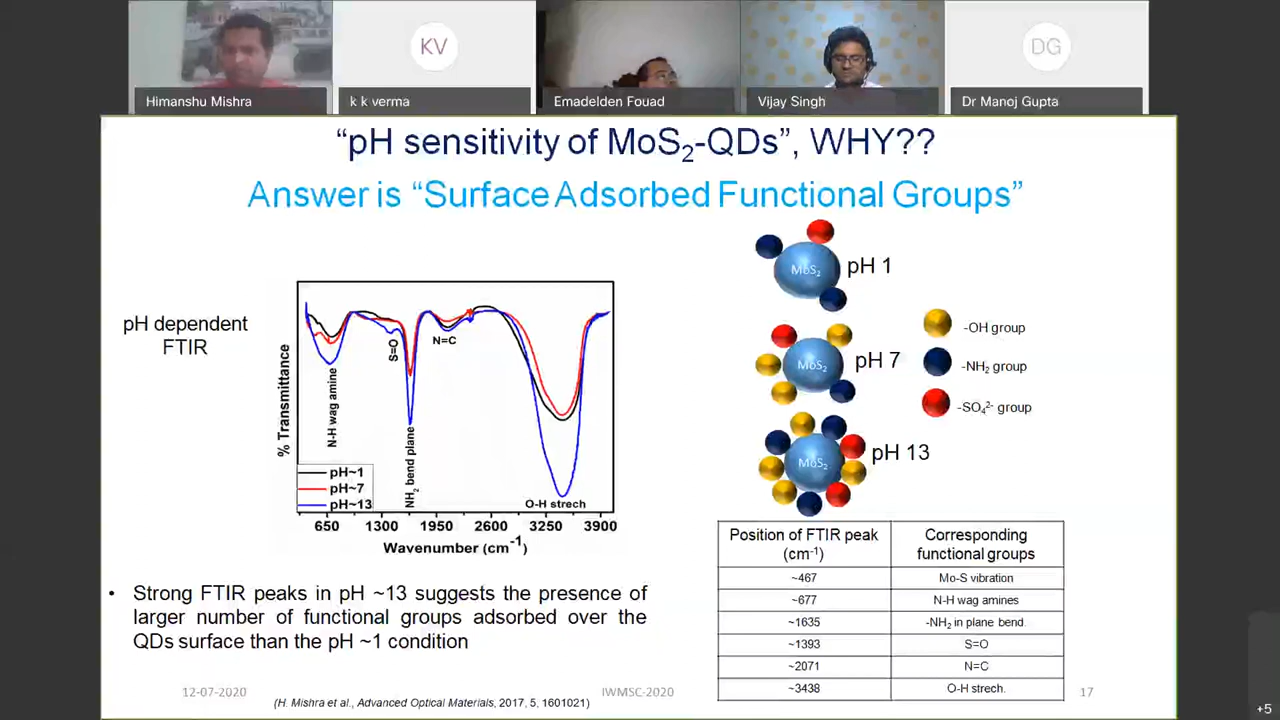 KV
DG
Himanshu Mishra
k k verma
Emadelden Fouad
Vijay Singh
Dr Manoj Gupta
“pH sensitivity of MoS2-QDs”, WHY??
Answer is “Surface Adsorbed Functional Groups”
pH dependent
FTIR
% Transmittance
N-H wag amine
S=O
NH2 bend plane
N=C
O-H strech
pH~1
pH~7
pH~13
650 1300 1950 2600 3250 3900
Wavenumber (cm-1)
MoS2
pH 1
MoS2
pH 7
MoS2
pH 13
-OH group
-NH2 group
-SO42- group
Position of FTIR peak (cm-1)
Corresponding functional groups
~467 Mo-S vibration
~677 N-H wag amines
~1635 -NH2 in plane bend.
~1393 S=O
~2071 N=C
~3438 O-H strech.
• Strong FTIR peaks in pH ~13 suggests the presence of
larger number of functional groups adsorbed over the
QDs surface than the pH ~1 condition
12-07-2020
(H. Mishra et al., Advanced Optical Materials, 2017, 5, 1601021)
IWMSC-2020
17
+5